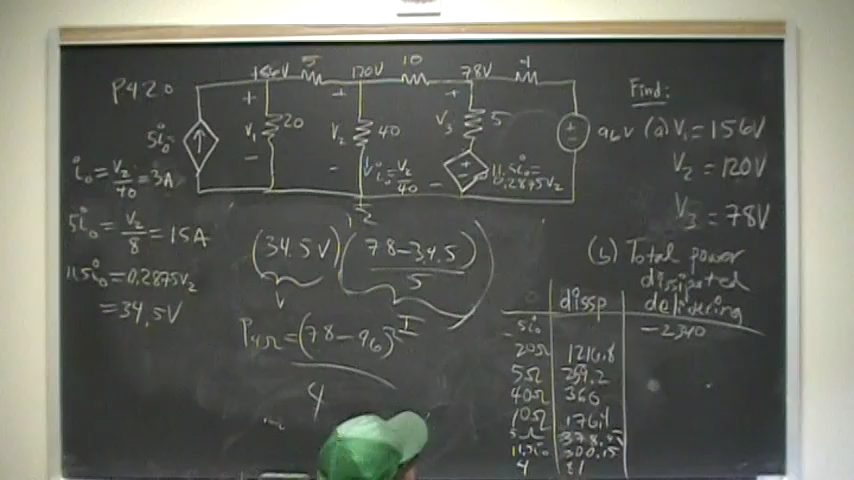 P4.20
156V 5 120V 10 78V 4
5i₀ + V₁ - 20 + V₂ - 40 V₃ 5 + - 96V
i₀ = V₂/40
11.5i₀ = 0.2875V₂
Find:
(a) V₁ = 156V
V₂ = 120V
V₃ = 78V
(b) Total power
dissipated
delivering
i₀ = V₂/40 = 3A
5i₀ = V₂/8 = 15A
11.5i₀ = 0.2875V₂
= 34.5V
(34.5V)((78-34.5)/5)
V I
P4Ω = (78-96)²/4
dissp
5i₀ -2340
20Ω 1216.8
5Ω 259.2
40Ω 360
10Ω 176.4
5Ω 378.45
11.5i₀ 300.15
4 81